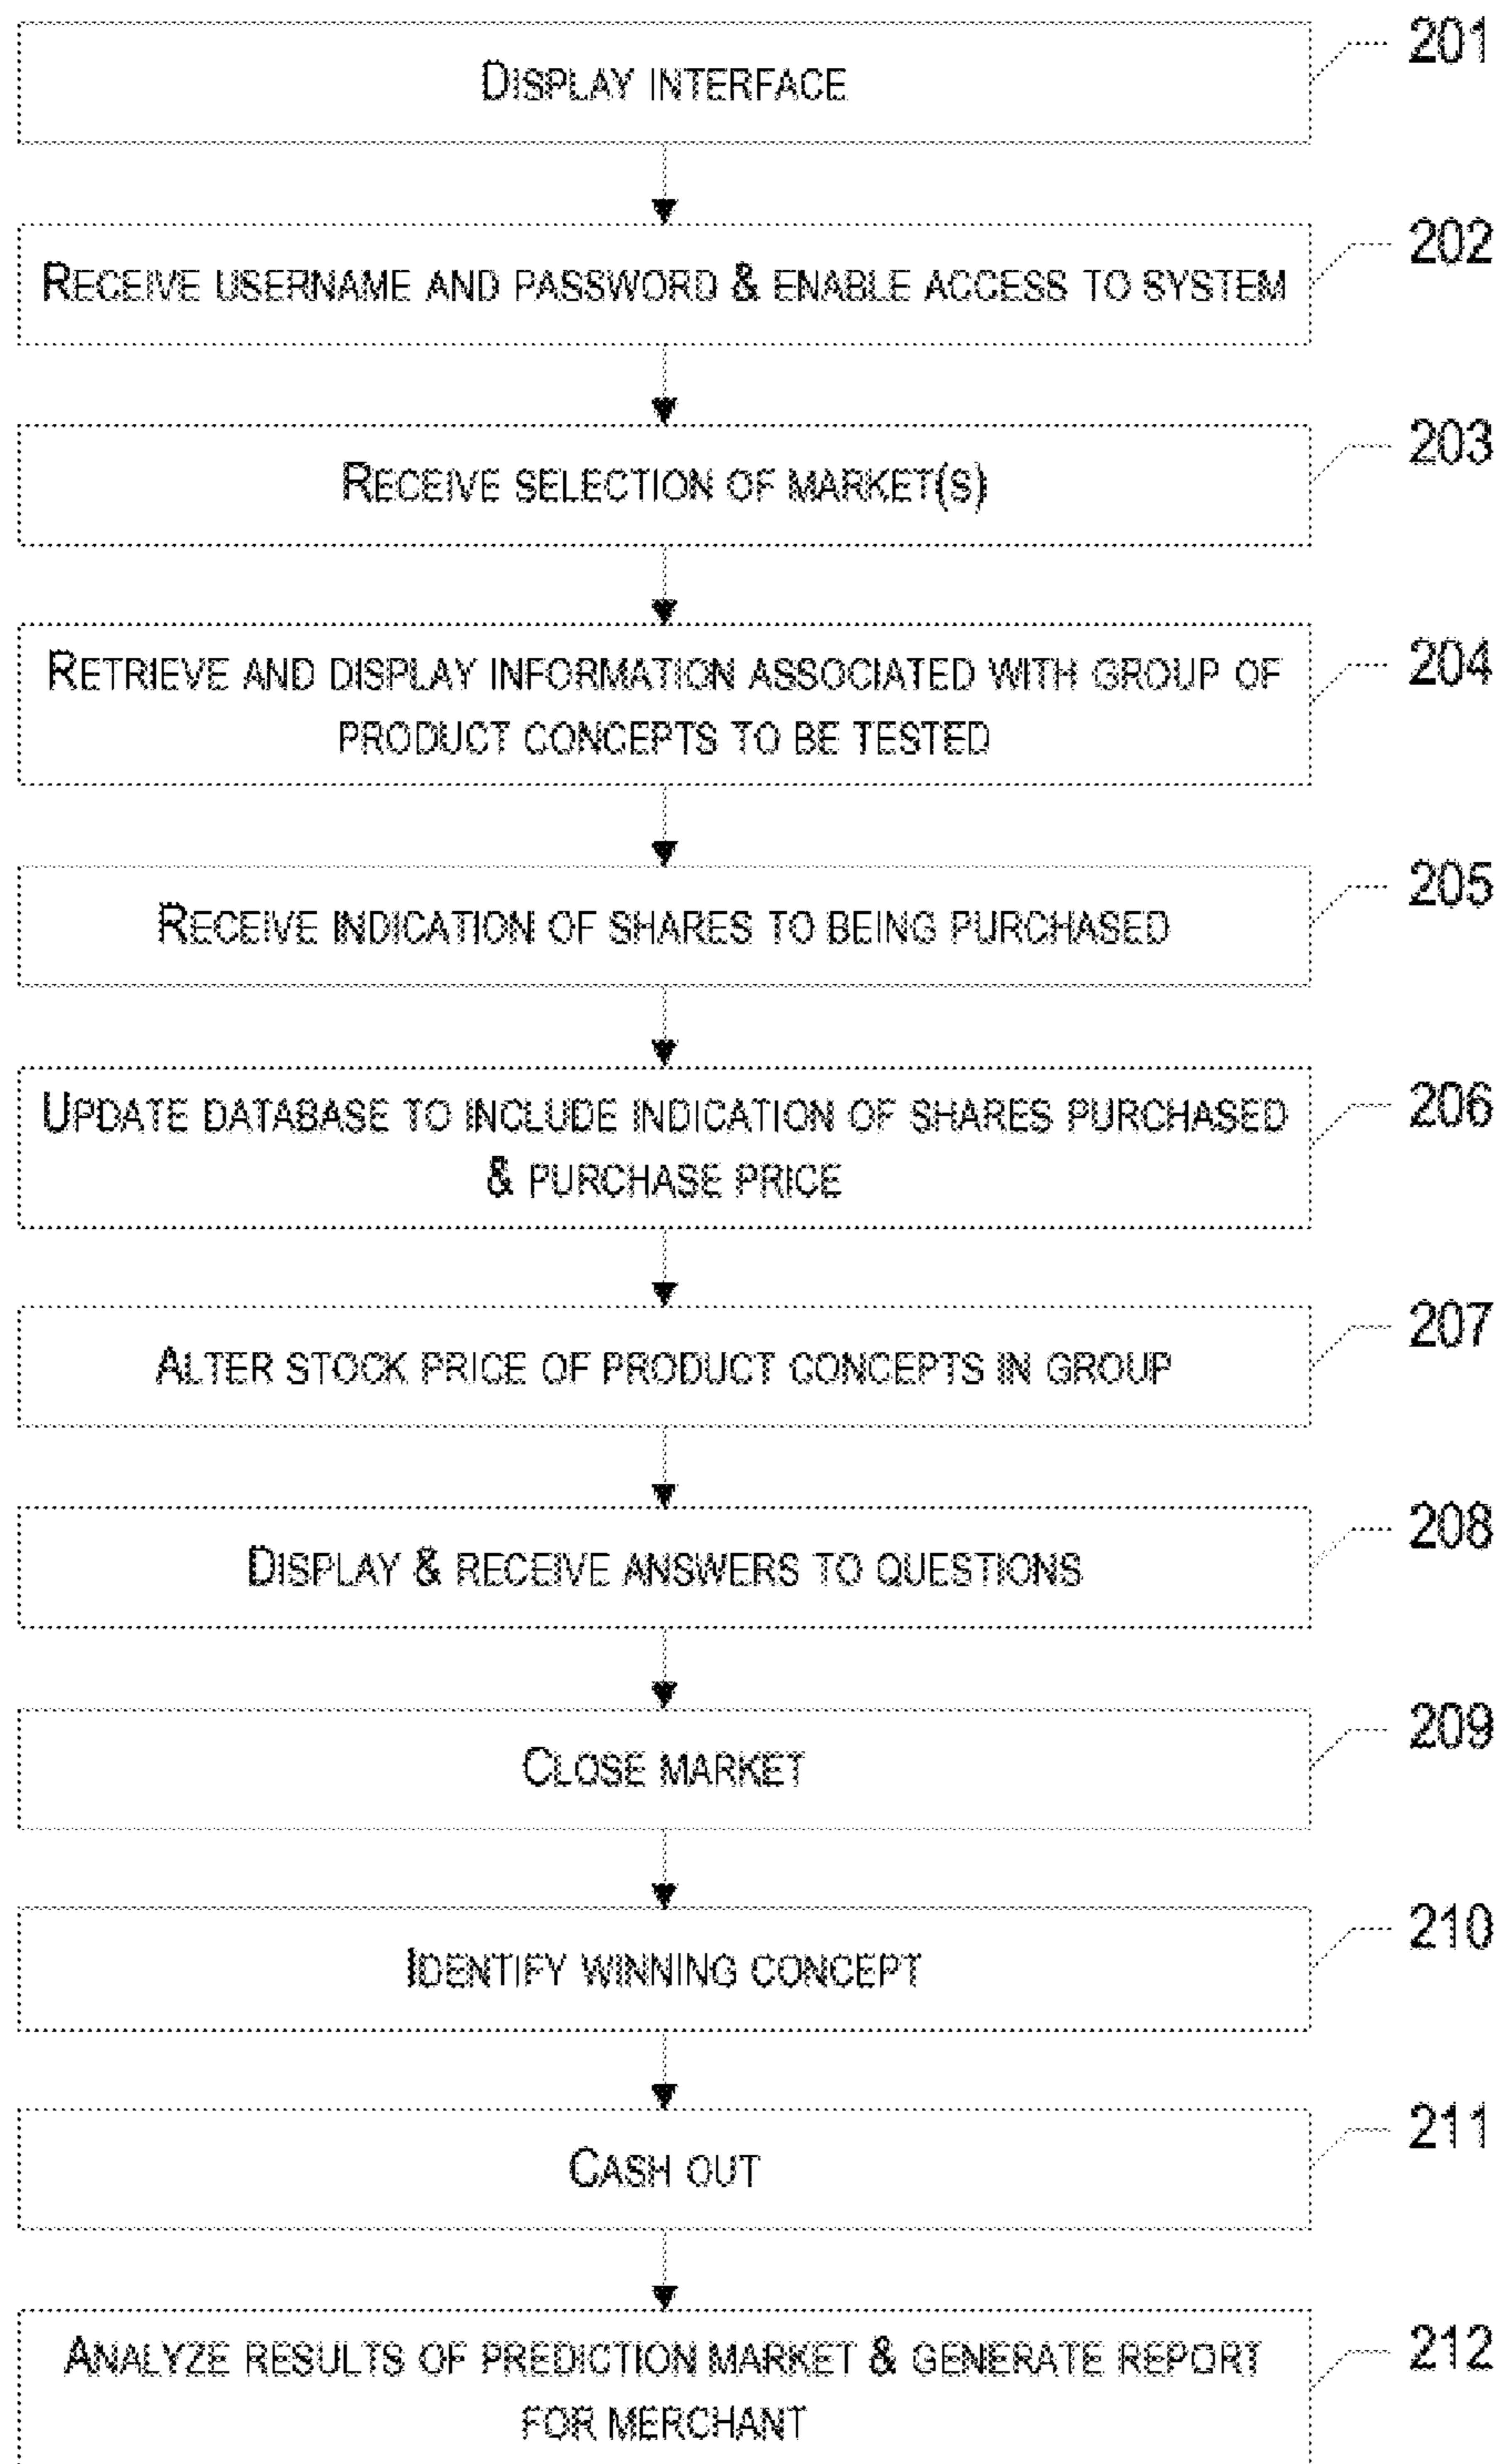 DISPLAY INTERFACE
201
RECEIVE USERNAME AND PASSWORD & ENABLE ACCESS TO SYSTEM
202
RECEIVE SELECTION OF MARKET(S)
203
RETRIEVE AND DISPLAY INFORMATION ASSOCIATED WITH GROUP OF
PRODUCT CONCEPTS TO BE TESTED
204
RECEIVE INDICATION OF SHARES TO BEING PURCHASED
205
UPDATE DATABASE TO INCLUDE INDICATION OF SHARES PURCHASED
& PURCHASE PRICE
206
ALTER STOCK PRICE OF PRODUCT CONCEPTS IN GROUP
207
DISPLAY & RECEIVE ANSWERS TO QUESTIONS
208
CLOSE MARKET
209
IDENTIFY WINNING CONCEPT
210
CASH OUT
211
ANALYZE RESULTS OF PREDICTION MARKET & GENERATE REPORT
FOR MERCHANT
212